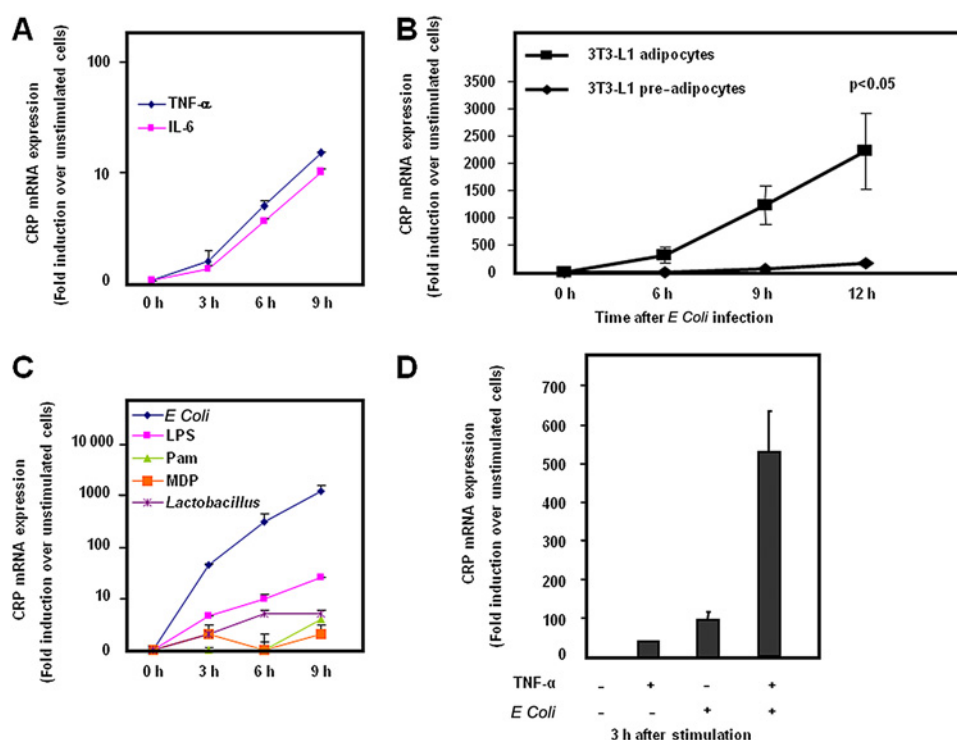 A
CRP mRNA expression
(Fold induction over unstimulated cells)
100
10
0
TNF-α
IL-6
0 h 3 h 6 h 9 h
B
CRP mRNA expression
(Fold induction over unstimulated cells)
3T3-L1 adipocytes
3T3-L1 pre-adipocytes
p<0.05
3500
3000
2500
2000
1500
1000
500
0
0 h 6 h 9 h 12 h
Time after E Coli infection
C
CRP mRNA expression
(Fold induction over unstimulated cells)
E Coli
LPS
Pam
MDP
Lactobacillus
10 000
1000
100
10
0
0 h 3 h 6 h 9 h
D
CRP mRNA expression
(Fold induction over unstimulated cells)
700
600
500
400
300
200
100
0
TNF-α - + - +
E Coli - - + +
3 h after stimulation